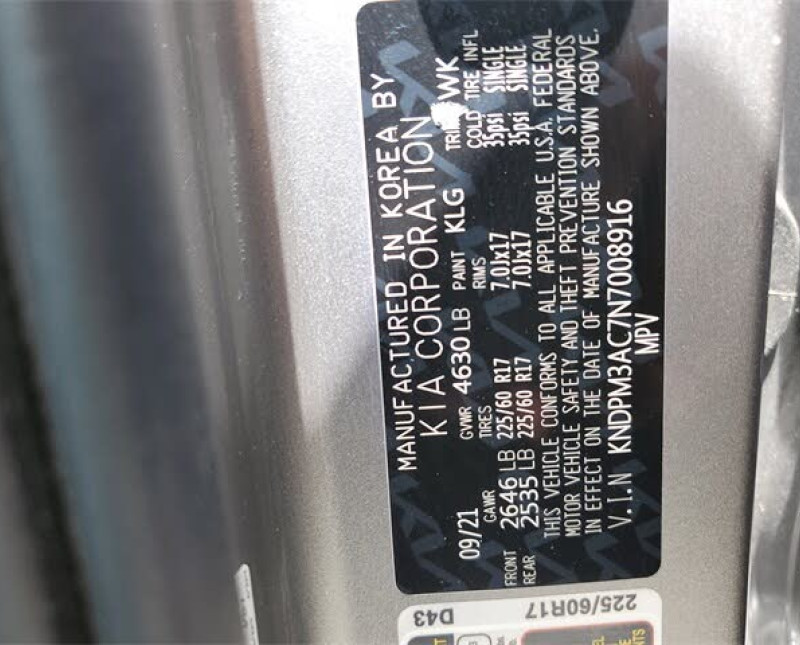 MANUFACTURED IN KOREA BY
KIA CORPORATION
09/21 GVWR 4630 LB PAINT KLG WK
GAWR TIRES RIMS COLD TIRE INFL
FRONT 2646 LB 225/60 R17 7.0Jx17 35psi SINGLE
REAR 2535 LB 225/60 R17 7.0Jx17 35psi SINGLE
THIS VEHICLE CONFORMS TO ALL APPLICABLE U.S.A. FEDERAL
MOTOR VEHICLE SAFETY AND THEFT PREVENTION STANDARDS
IN EFFECT ON THE DATE OF MANUFACTURE SHOWN ABOVE.
V.I.N KNDPM3AC7N7008916
MPV
D43
225/60R17